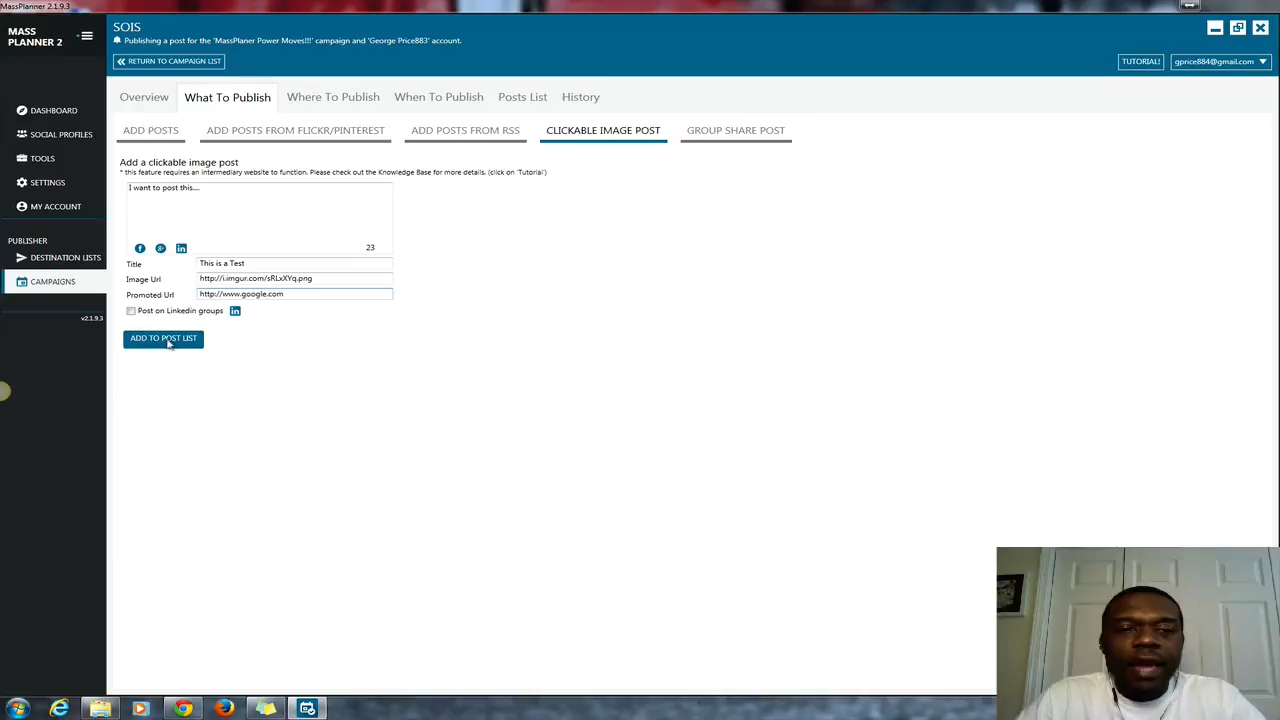 MassPlanner 2.1.9.3
MASS
PLANNER 2
SOIS
Publishing a post for the 'MassPlaner Power Moves!!!' campaign and 'George Price883' account.
RETURN TO CAMPAIGN LIST
TUTORIAL!
gprice884@gmail.com
Overview
What To Publish
Where To Publish
When To Publish
Posts List
History
DASHBOARD
SOCIAL PROFILES
TOOLS
SETTINGS
MY ACCOUNT
PUBLISHER
DESTINATION LISTS
CAMPAIGNS
v2.1.9.3
ADD POSTS
ADD POSTS FROM FLICKR/PINTEREST
ADD POSTS FROM RSS
CLICKABLE IMAGE POST
GROUP SHARE POST
Add a clickable image post
* this feature requires an intermediary website to function. Please check out the Knowledge Base for more details. (click on 'Tutorial')
I want to post this....
23
Title
This is a Test
Image Url
http://i.imgur.com/sRLxXYq.png
Promoted Url
http://www.google.com
Post on Linkedin groups
ADD TO POST LIST